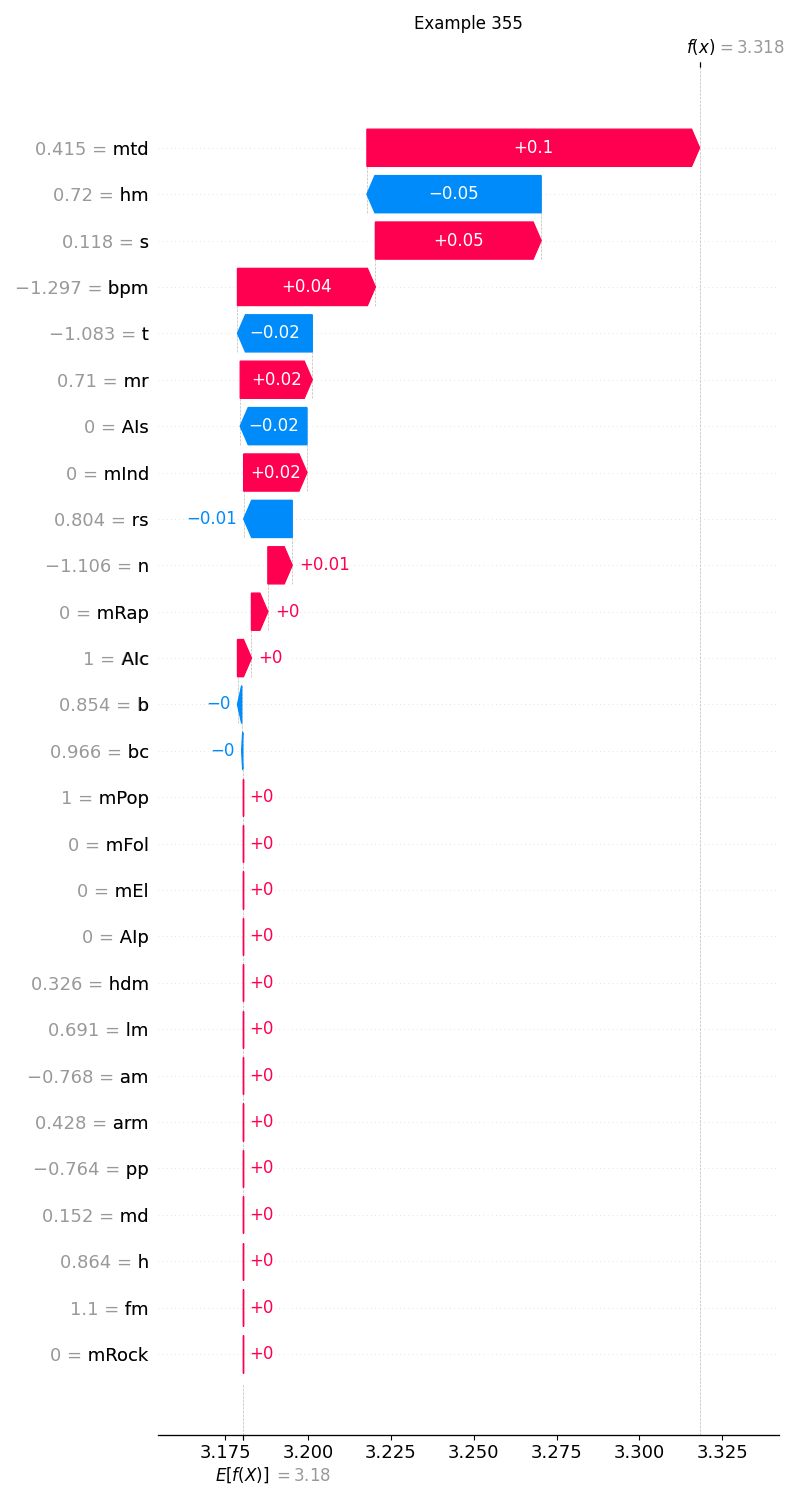 Example 355
f(x) = 3.318
0.415 = mtd +0.1
0.72 = hm −0.05
0.118 = s +0.05
−1.297 = bpm +0.04
−1.083 = t −0.02
0.71 = mr +0.02
0 = AIs −0.02
0 = mInd +0.02
0.804 = rs −0.01
−1.106 = n +0.01
0 = mRap +0
1 = AIc +0
0.854 = b −0
0.966 = bc −0
1 = mPop +0
0 = mFol +0
0 = mEl +0
0 = AIp +0
0.326 = hdm +0
0.691 = lm +0
−0.768 = am +0
0.428 = arm +0
−0.764 = pp +0
0.152 = md +0
0.864 = h +0
1.1 = fm +0
0 = mRock +0
3.175 3.200 3.225 3.250 3.275 3.300 3.325
E[f(X)] = 3.18